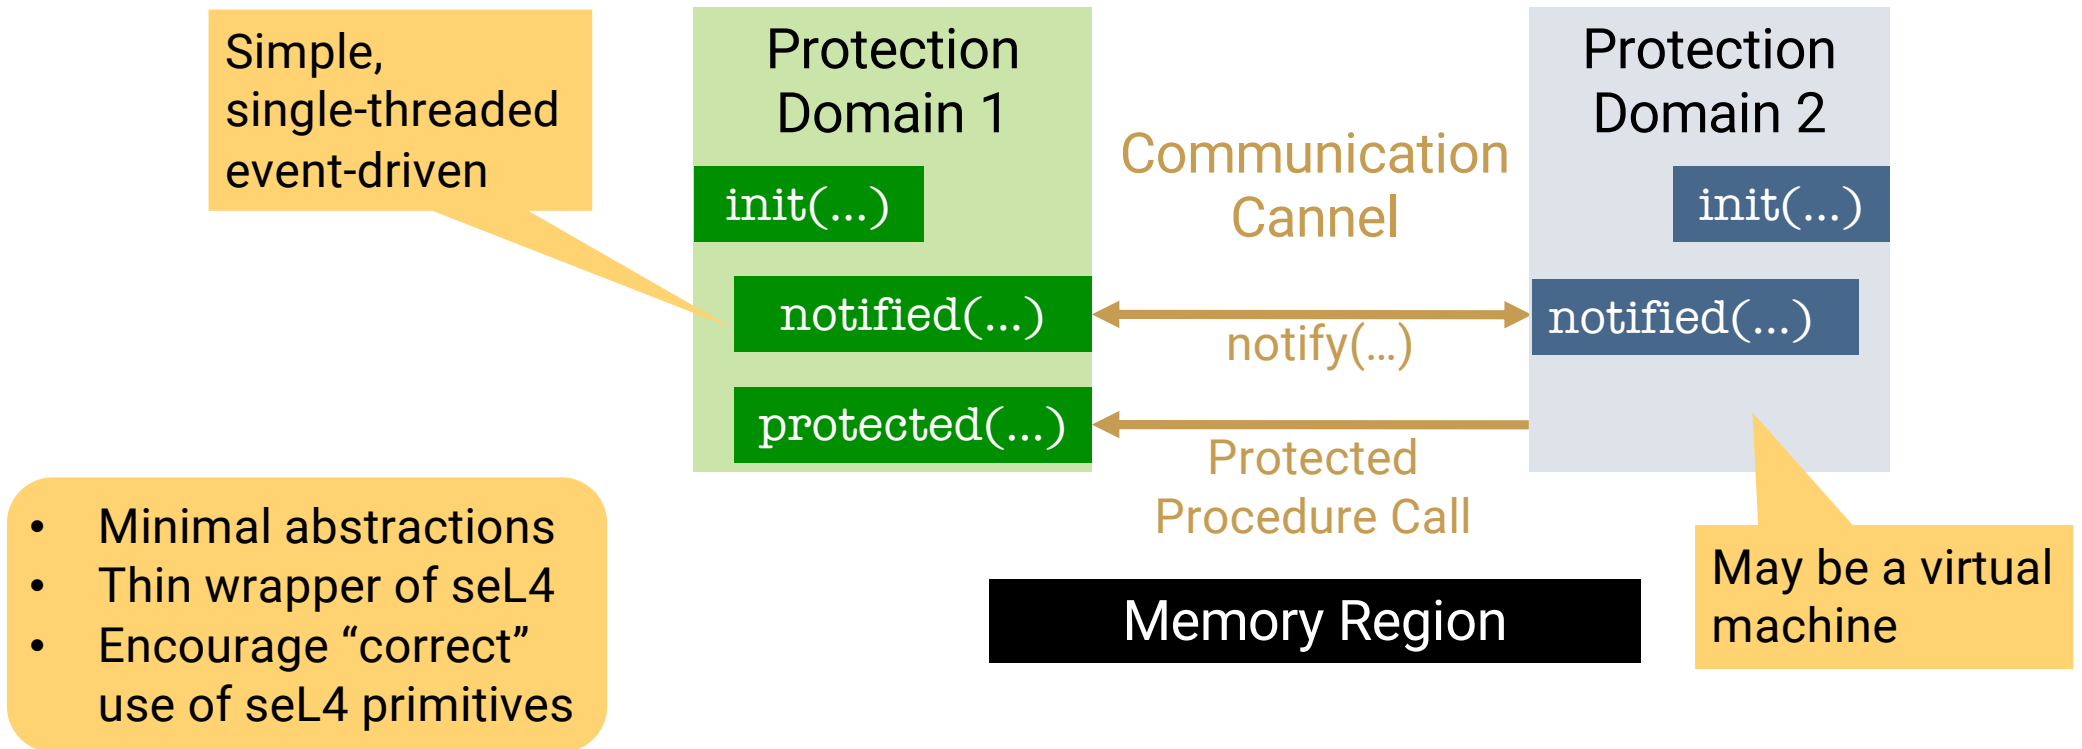 Simple,
single-threaded
event-driven
Protection
Domain 1
init(...)
notified(...)
protected(...)
Communication
Cannel
notify(...)
Protected
Procedure Call
Protection
Domain 2
init(...)
notified(...)
• Minimal abstractions
• Thin wrapper of seL4
• Encourage “correct”
use of seL4 primitives
Memory Region
May be a virtual
machine